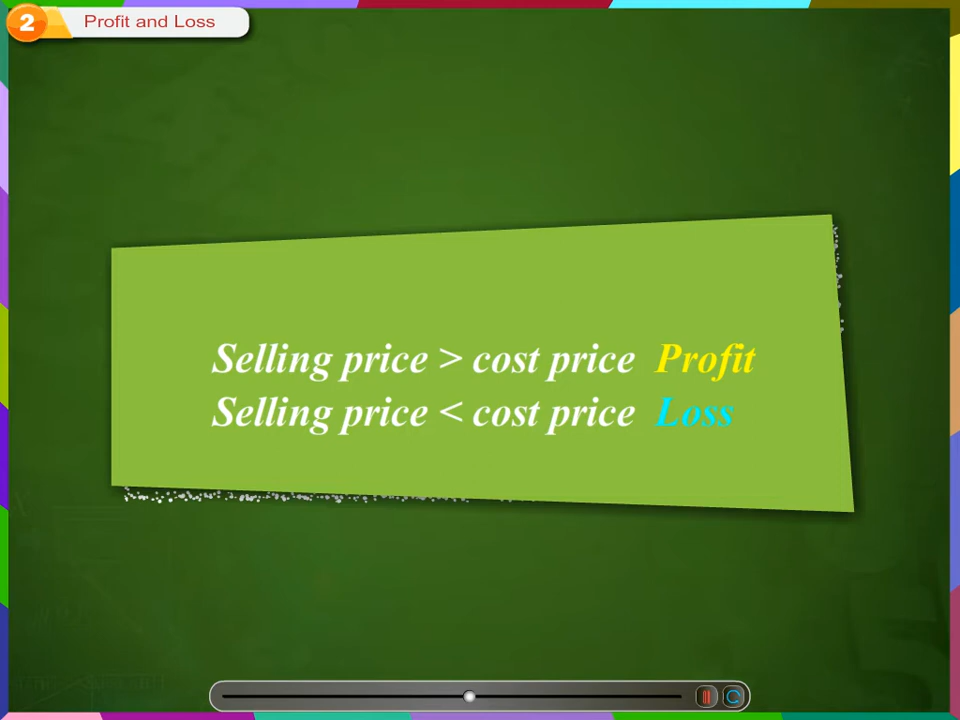 2 Profit and Loss
Selling price > cost price Profit
Selling price < cost price Loss